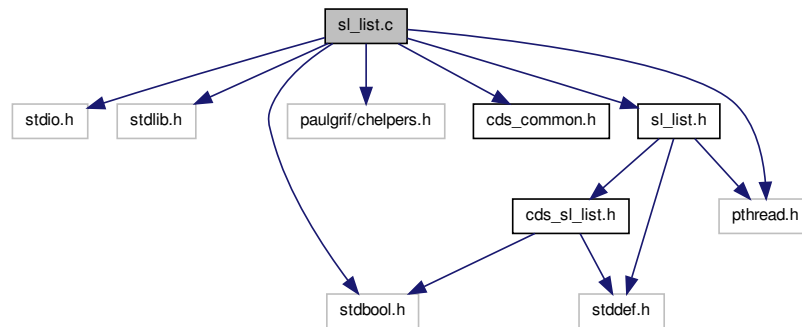 sl_list.c
stdio.h
stdlib.h
paulgrif/chelpers.h
cds_common.h
sl_list.h
cds_sl_list.h
pthread.h
stdbool.h
stddef.h